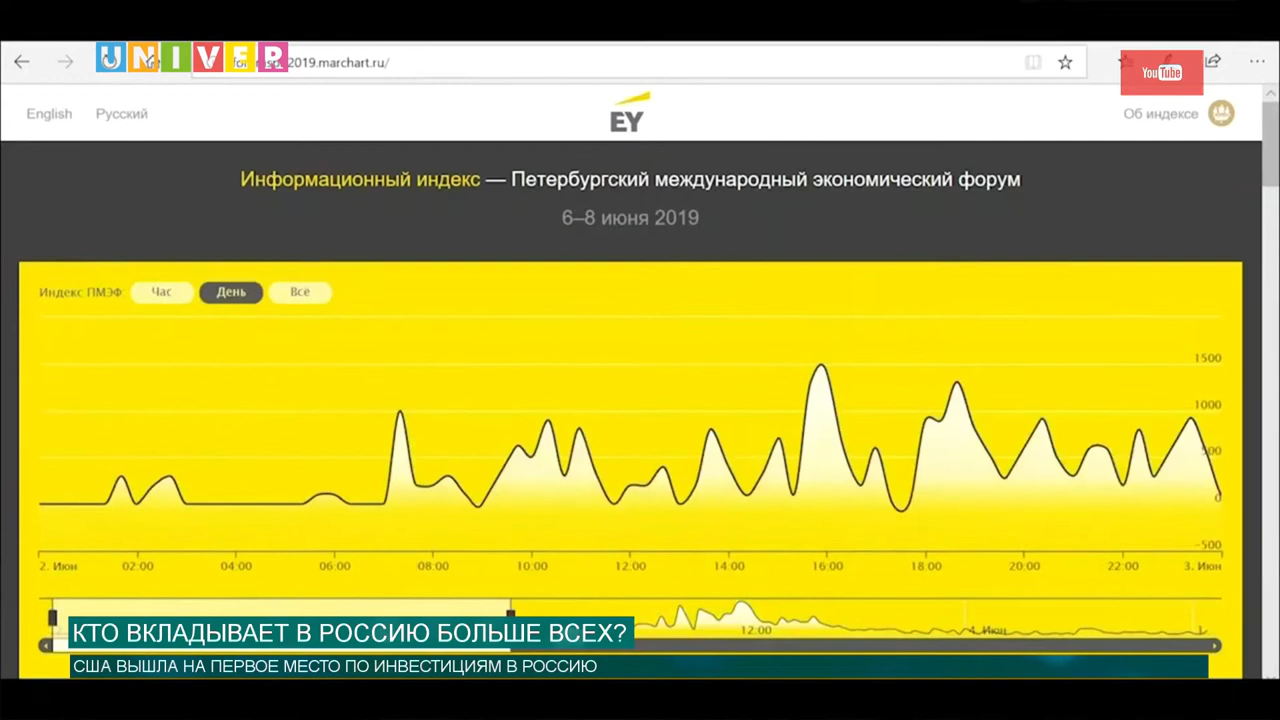 UNIVER
2019.marchart.ru/
You Tube
English Русский
EY
Об индексе
Информационный индекс — Петербургский международный экономический форум
6–8 июня 2019
Индекс ПМЭФ Час День Все
1500
1000
500
0
−500
2. Июн 02:00 04:00 06:00 08:00 10:00 12:00 14:00 16:00 18:00 20:00 22:00 3. Июн
12:00 4. Июн
КТО ВКЛАДЫВАЕТ В РОССИЮ БОЛЬШЕ ВСЕХ?
США ВЫШЛА НА ПЕРВОЕ МЕСТО ПО ИНВЕСТИЦИЯМ В РОССИЮ